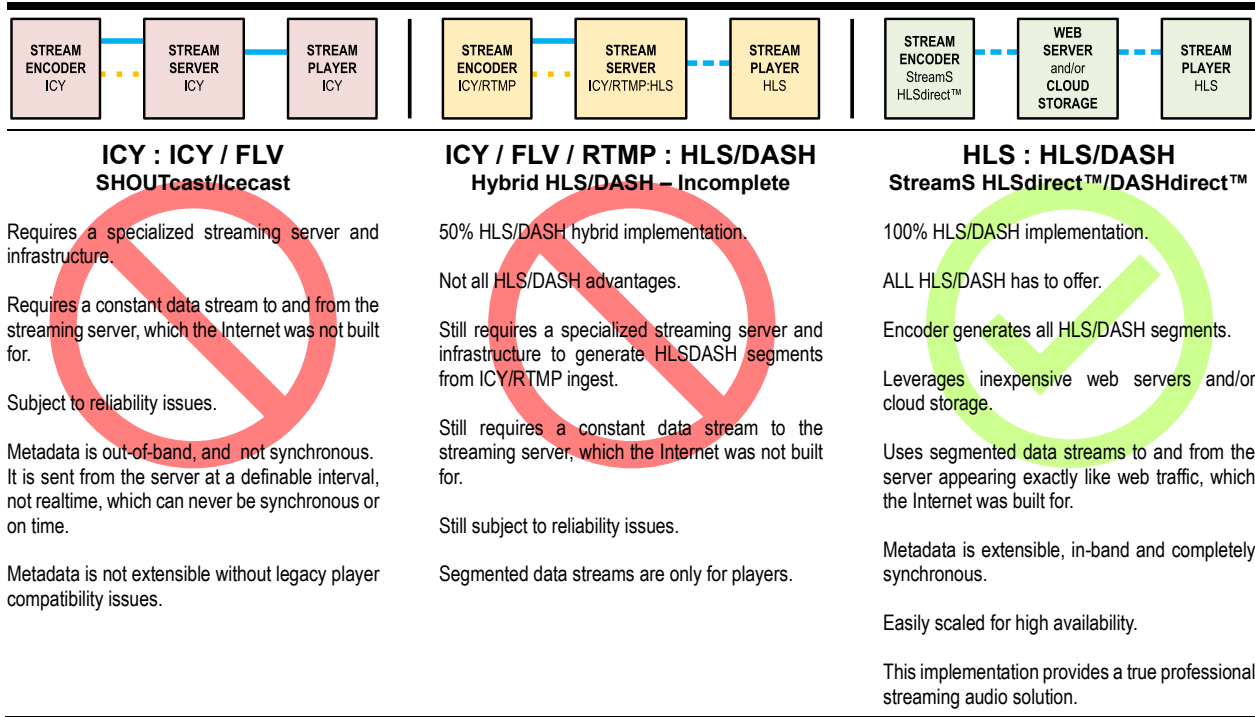 STREAM
ENCODER
ICY
STREAM
SERVER
ICY
STREAM
PLAYER
ICY
STREAM
ENCODER
ICY/RTMP
STREAM
SERVER
ICY/RTMP:HLS
STREAM
PLAYER
HLS
STREAM
ENCODER
StreamS
HLSdirect™
WEB
SERVER
and/or
CLOUD
STORAGE
STREAM
PLAYER
HLS
ICY : ICY / FLV
SHOUTcast/Icecast
Requires a specialized streaming server and
infrastructure.
Requires a constant data stream to and from the
streaming server, which the Internet was not built
for.
Subject to reliability issues.
Metadata is out-of-band, and not synchronous.
It is sent from the server at a definable interval,
not realtime, which can never be synchronous or
on time.
Metadata is not extensible without legacy player
compatibility issues.
ICY / FLV / RTMP : HLS/DASH
Hybrid HLS/DASH – Incomplete
50% HLS/DASH hybrid implementation.
Not all HLS/DASH advantages.
Still requires a specialized streaming server and
infrastructure to generate HLSDASH segments
from ICY/RTMP ingest.
Still requires a constant data stream to the
streaming server, which the Internet was not built
for.
Still subject to reliability issues.
Segmented data streams are only for players.
HLS : HLS/DASH
StreamS HLSdirect™/DASHdirect™
100% HLS/DASH implementation.
ALL HLS/DASH has to offer.
Encoder generates all HLS/DASH segments.
Leverages inexpensive web servers and/or
cloud storage.
Uses segmented data streams to and from the
server appearing exactly like web traffic, which
the Internet was built for.
Metadata is extensible, in-band and completely
synchronous.
Easily scaled for high availability.
This implementation provides a true professional
streaming audio solution.